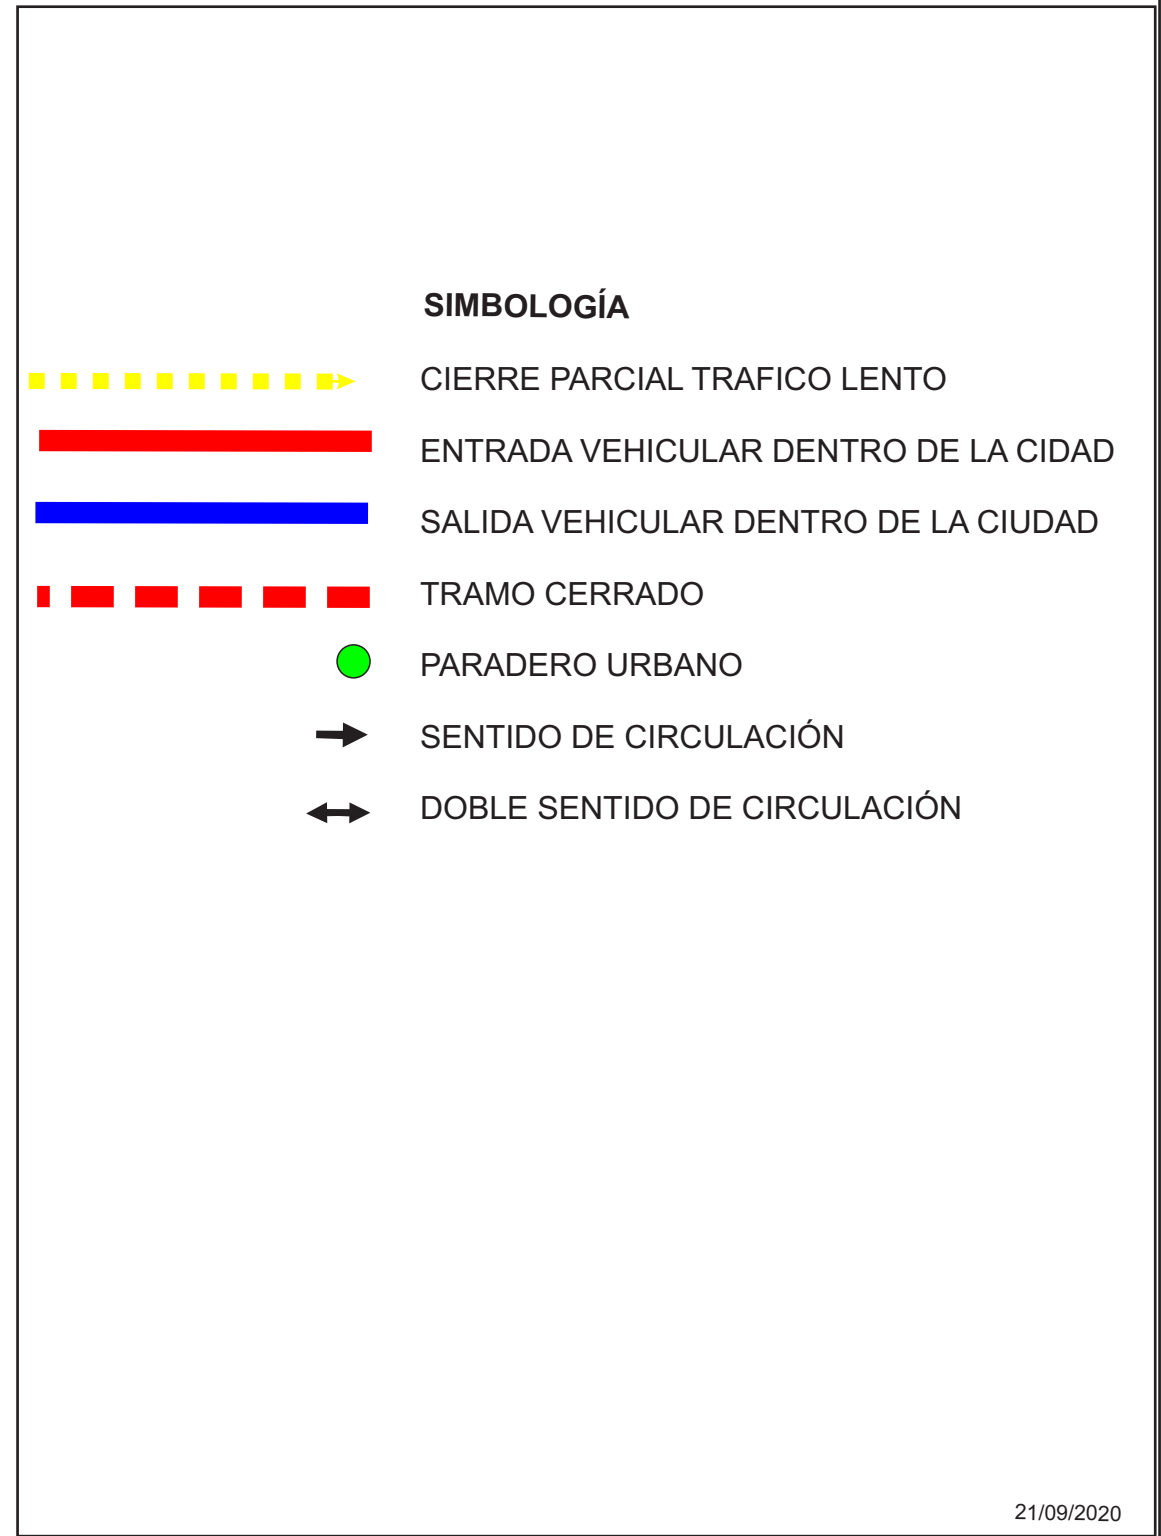 SIMBOLOGÍA
CIERRE PARCIAL TRAFICO LENTO
ENTRADA VEHICULAR DENTRO DE LA CIDAD
SALIDA VEHICULAR DENTRO DE LA CIUDAD
TRAMO CERRADO
PARADERO URBANO
SENTIDO DE CIRCULACIÓN
DOBLE SENTIDO DE CIRCULACIÓN
21/09/2020